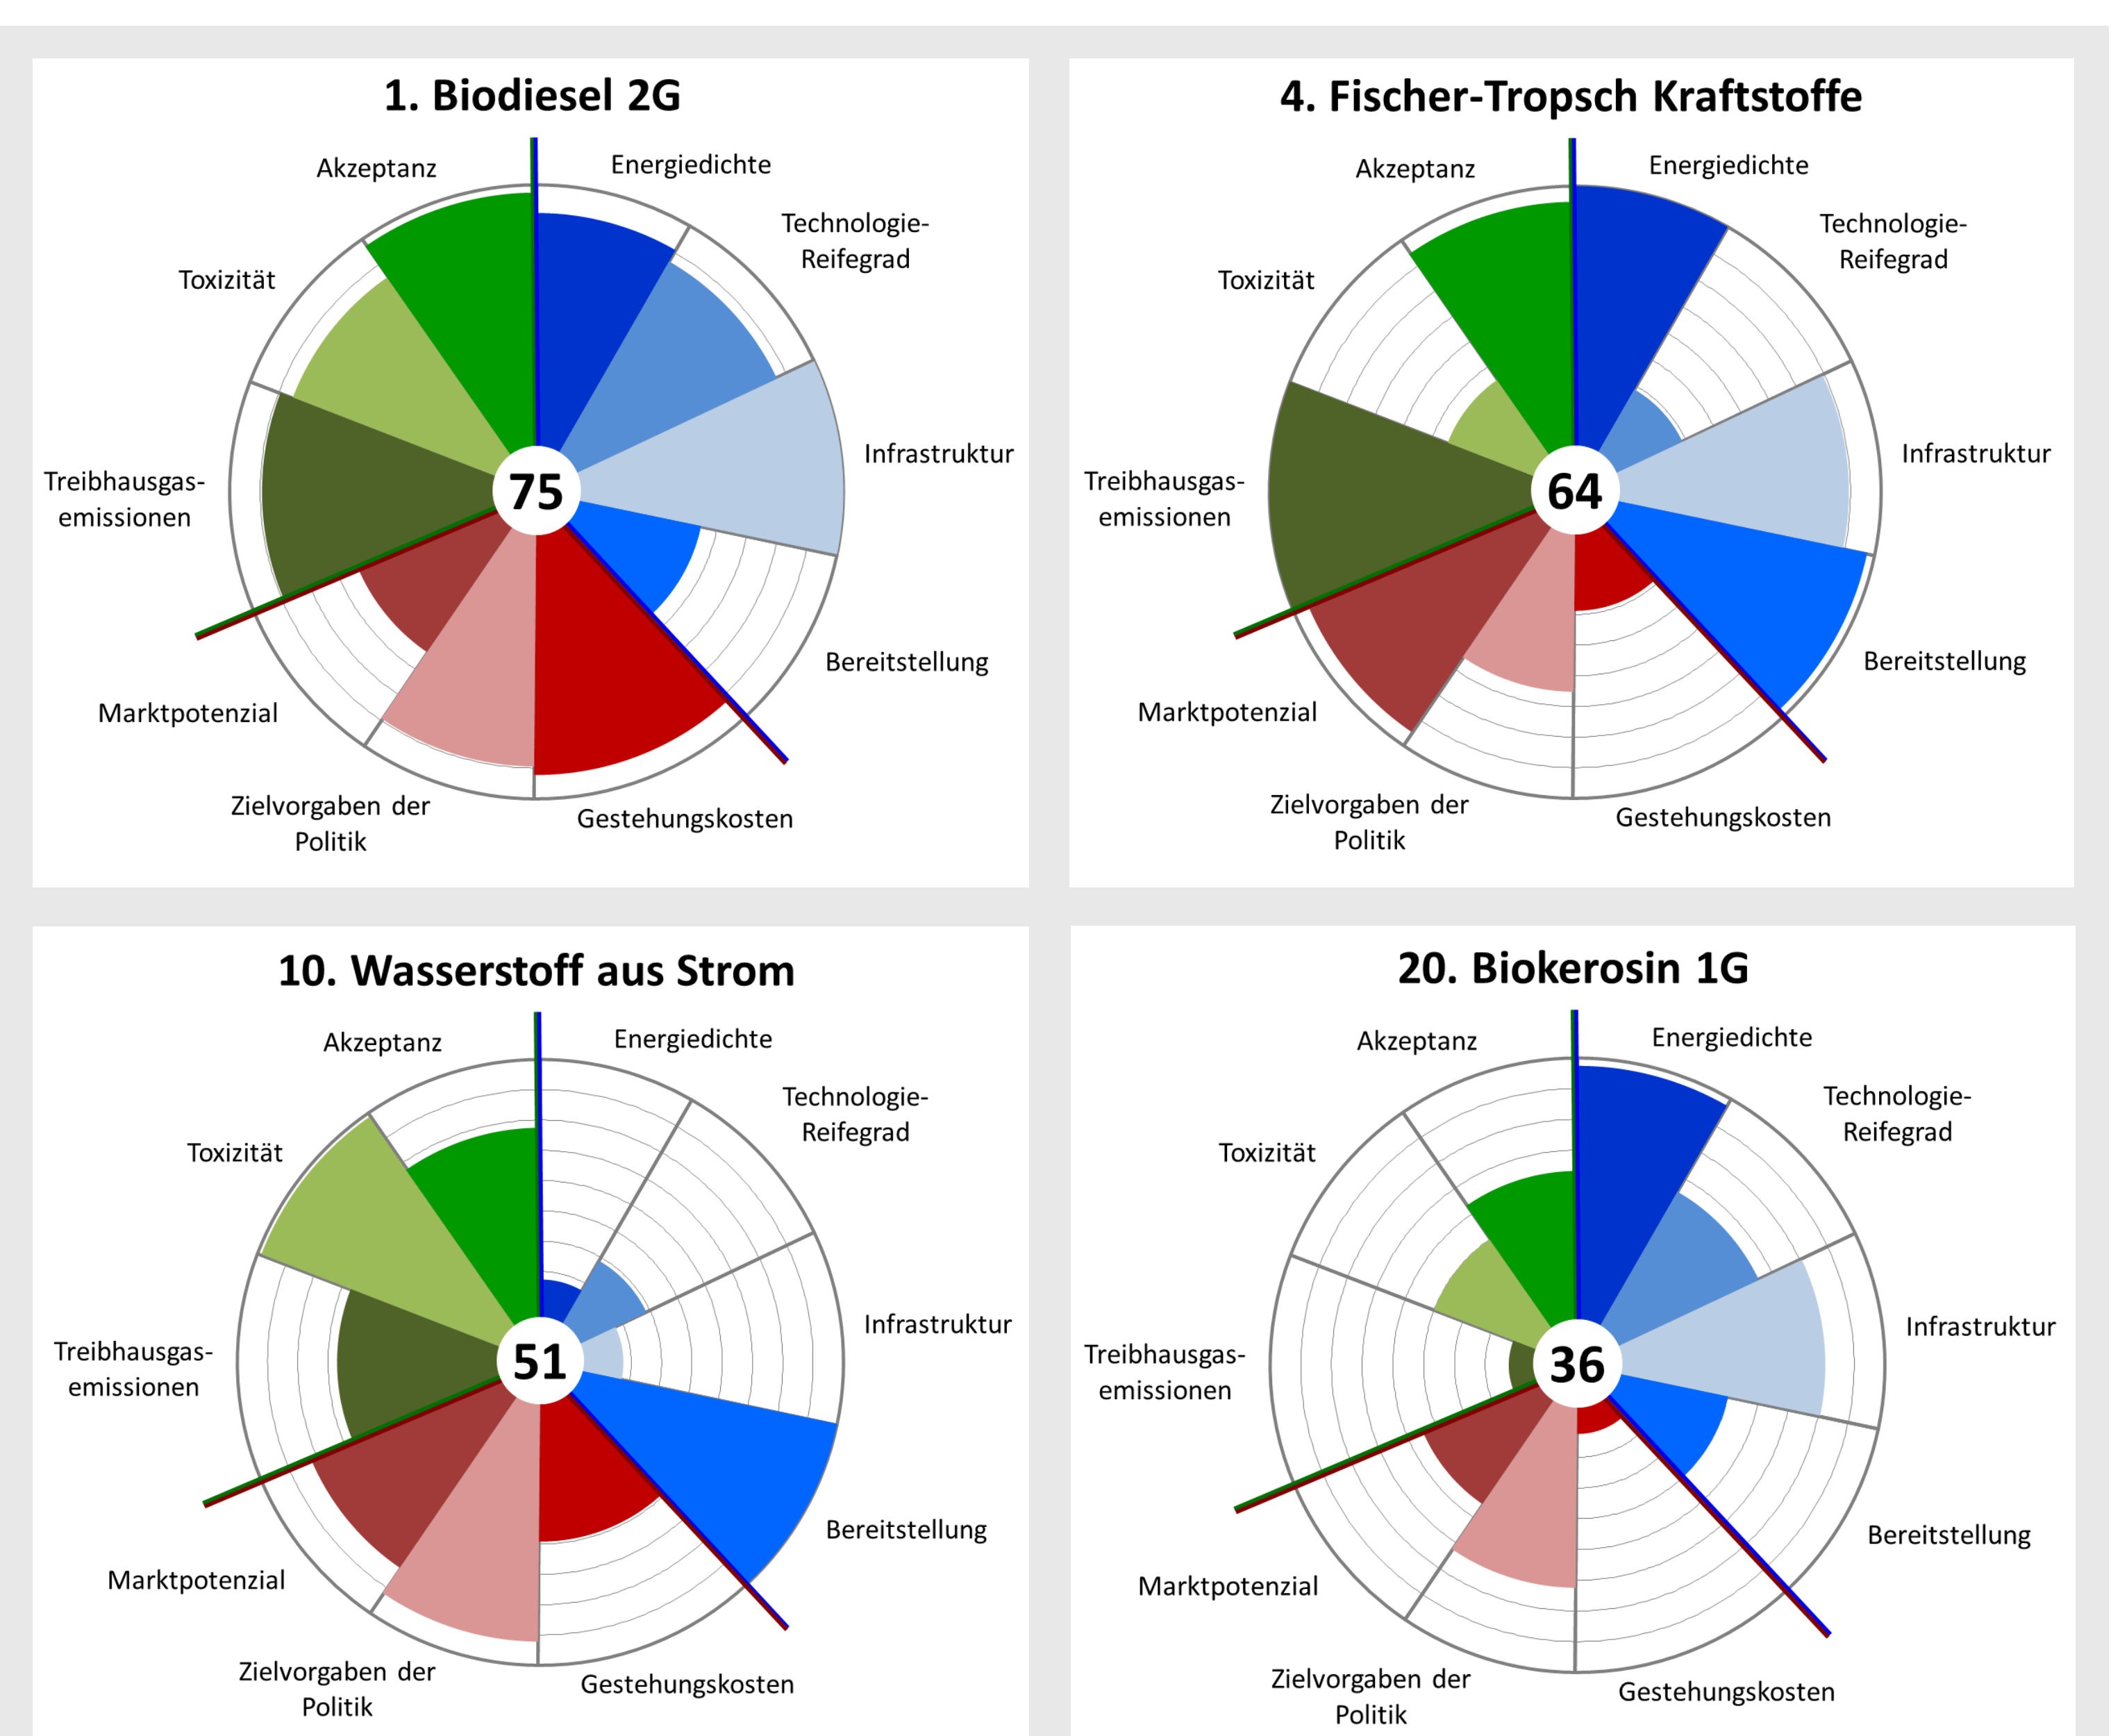 1. Biodiesel 2G
Akzeptanz
Energiedichte
Technologie-
Reifegrad
Toxizität
Infrastruktur
Treibhausgas-
emissionen
75
Bereitstellung
Marktpotenzial
Zielvorgaben der
Politik
Gestehungskosten
4. Fischer-Tropsch Kraftstoffe
Akzeptanz
Energiedichte
Technologie-
Reifegrad
Toxizität
Infrastruktur
Treibhausgas-
emissionen
64
Bereitstellung
Marktpotenzial
Zielvorgaben der
Politik
Gestehungskosten
10. Wasserstoff aus Strom
Akzeptanz
Energiedichte
Technologie-
Reifegrad
Toxizität
Infrastruktur
Treibhausgas-
emissionen
51
Bereitstellung
Marktpotenzial
Zielvorgaben der
Politik
Gestehungskosten
20. Biokerosin 1G
Akzeptanz
Energiedichte
Technologie-
Reifegrad
Toxizität
Infrastruktur
Treibhausgas-
emissionen
36
Bereitstellung
Marktpotenzial
Zielvorgaben der
Politik
Gestehungskosten